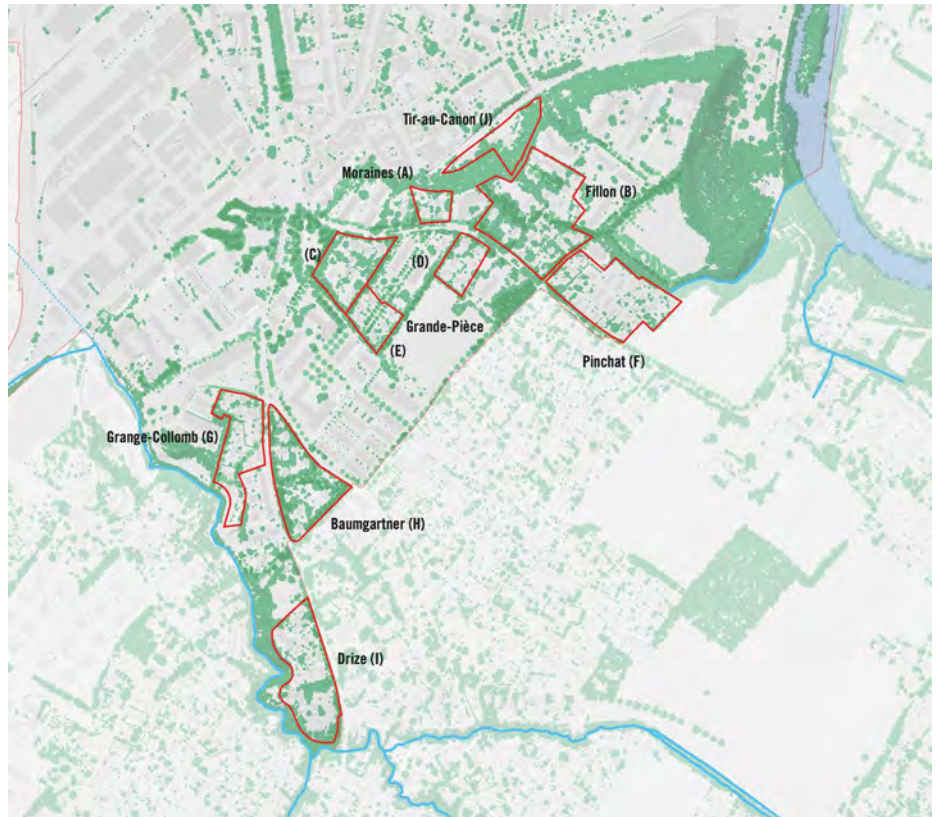 Tir-au-Canon (J)
Moraines (A)
Fillon (B)
(C)
(D)
Grande-Pièce
(E)
Pinchat (F)
Grange-Collomb (G)
Baumgartner (H)
Drize (I)